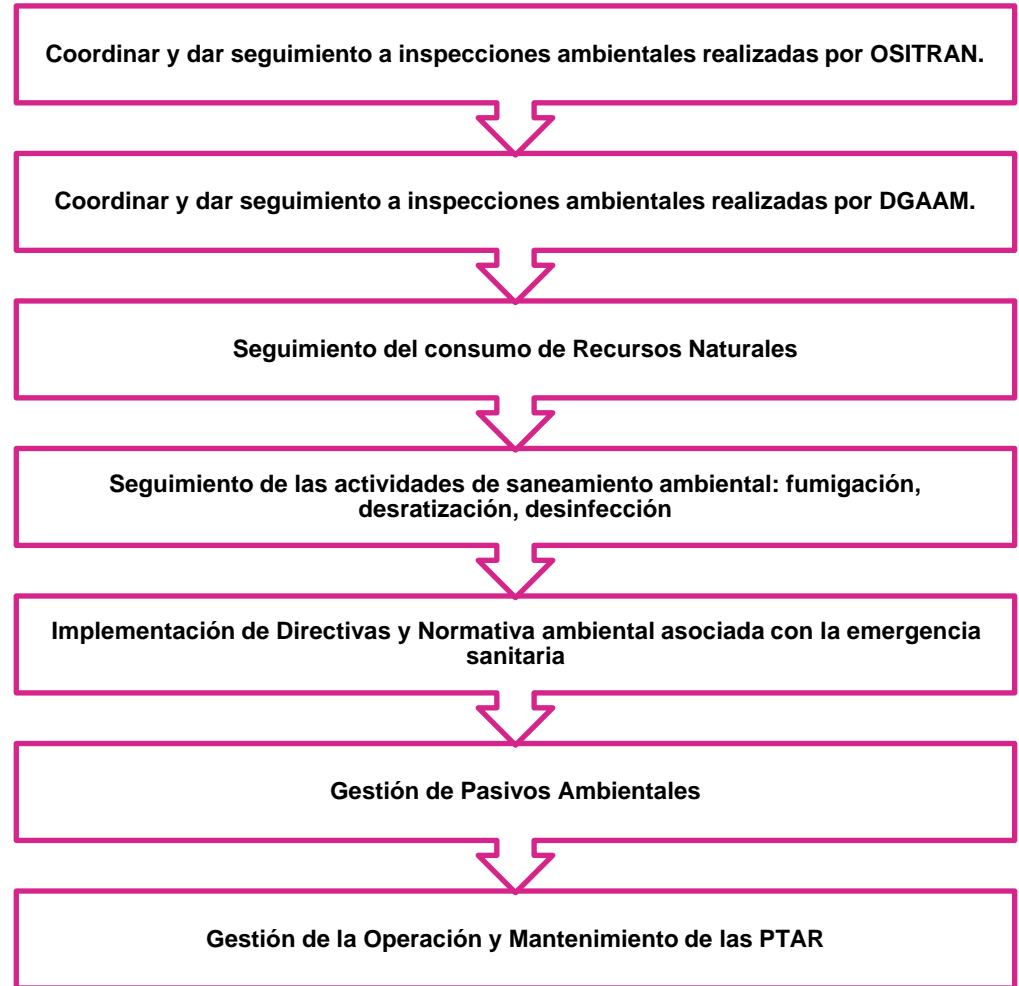 Coordinar y dar seguimiento a inspecciones ambientales realizadas por OSITRAN.
Coordinar y dar seguimiento a inspecciones ambientales realizadas por DGAAM.
Seguimiento del consumo de Recursos Naturales
Seguimiento de las actividades de saneamiento ambiental: fumigación,
desratización, desinfección
Implementación de Directivas y Normativa ambiental asociada con la emergencia
sanitaria
Gestión de Pasivos Ambientales
Gestión de la Operación y Mantenimiento de las PTAR